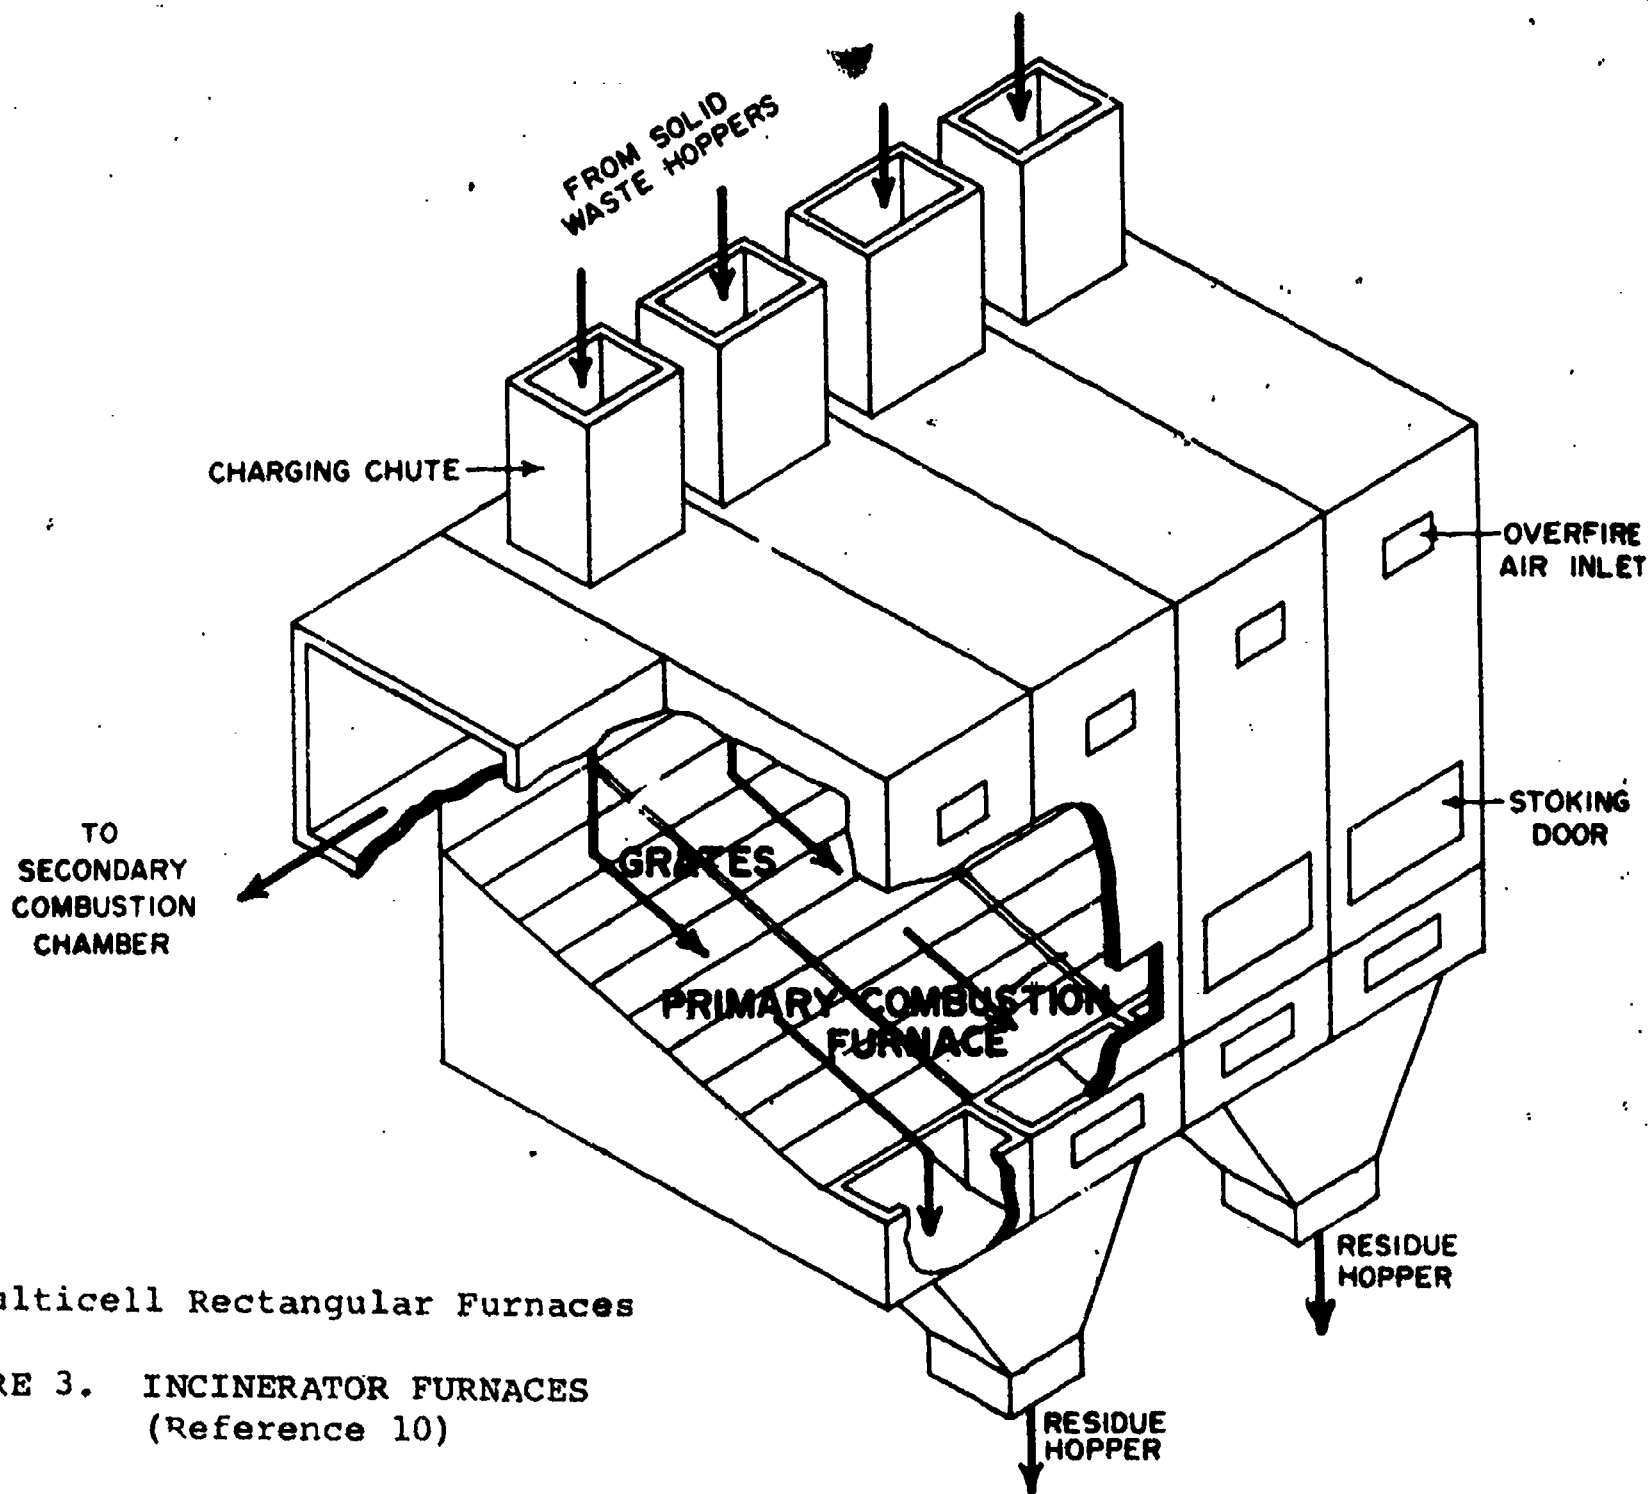 FROM SOLID
WASTE HOPPERS
CHARGING CHUTE
OVERFIRE
AIR INLET
STOKING
DOOR
TO
SECONDARY
COMBUSTION
CHAMBER
GRATES
PRIMARY COMBUSTION
FURNACE
RESIDUE
HOPPER
RESIDUE
HOPPER
ulticell Rectangular Furnaces
RE 3. INCINERATOR FURNACES
(Reference 10)